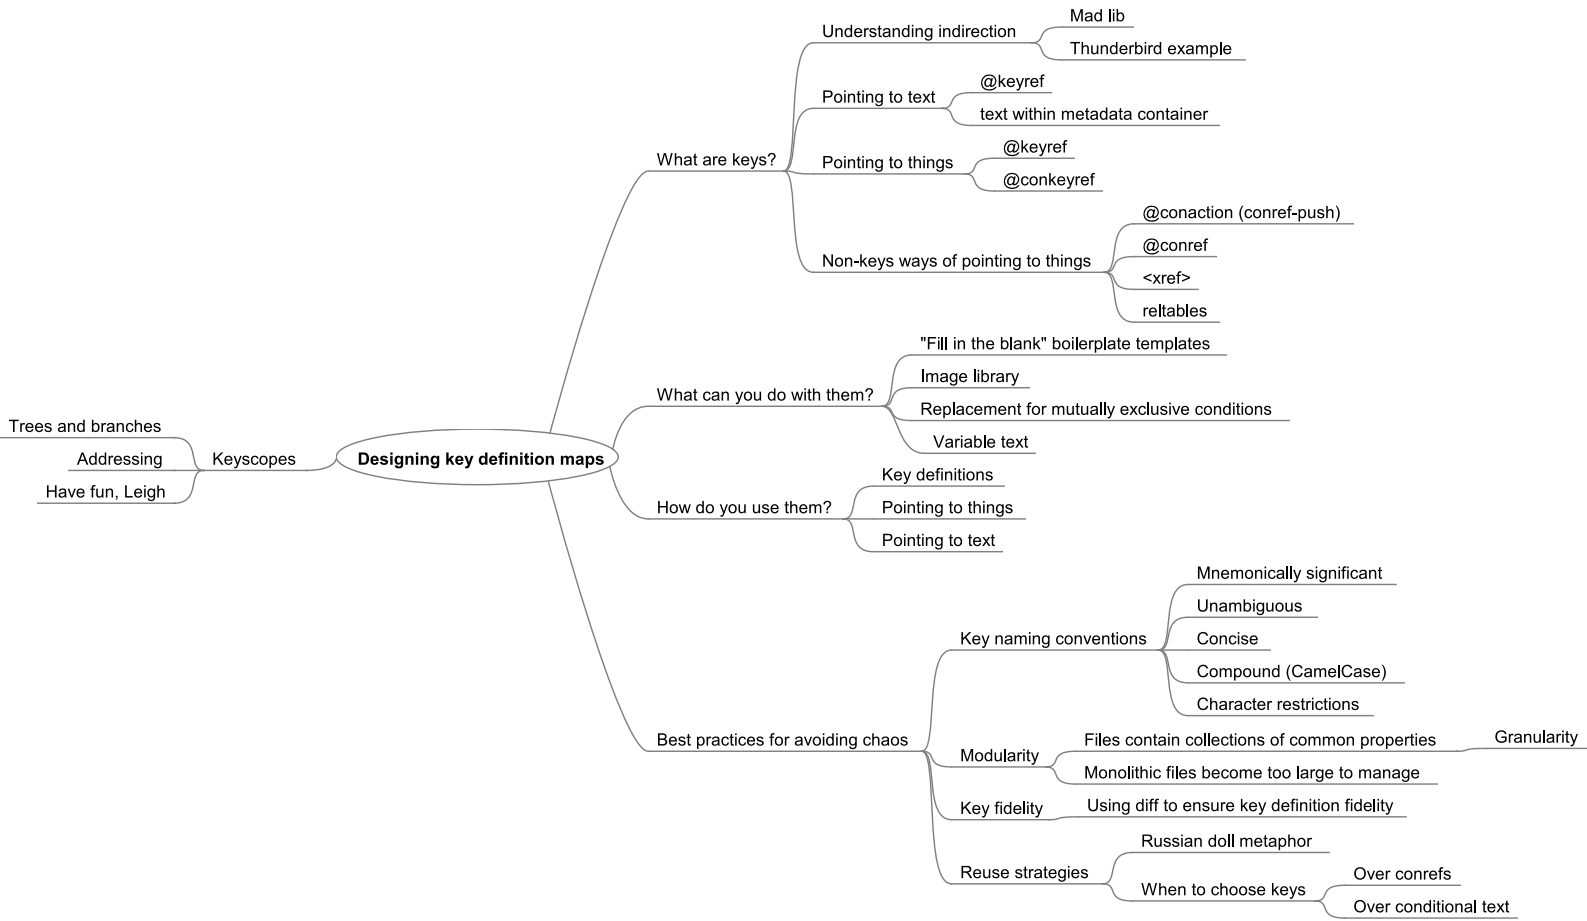 Designing key definition maps
What are keys?
Understanding indirection
Mad lib
Thunderbird example
Pointing to text
@keyref
text within metadata container
Pointing to things
@keyref
@conkeyref
Non-keys ways of pointing to things
@conaction (conref-push)
@conref
<xref>
reltables
What can you do with them?
"Fill in the blank" boilerplate templates
Image library
Replacement for mutually exclusive conditions
Variable text
How do you use them?
Key definitions
Pointing to things
Pointing to text
Best practices for avoiding chaos
Key naming conventions
Mnemonically significant
Unambiguous
Concise
Compound (CamelCase)
Character restrictions
Modularity
Files contain collections of common properties
Granularity
Monolithic files become too large to manage
Key fidelity
Using diff to ensure key definition fidelity
Reuse strategies
Russian doll metaphor
When to choose keys
Over conrefs
Over conditional text
Keyscopes
Trees and branches
Addressing
Have fun, Leigh